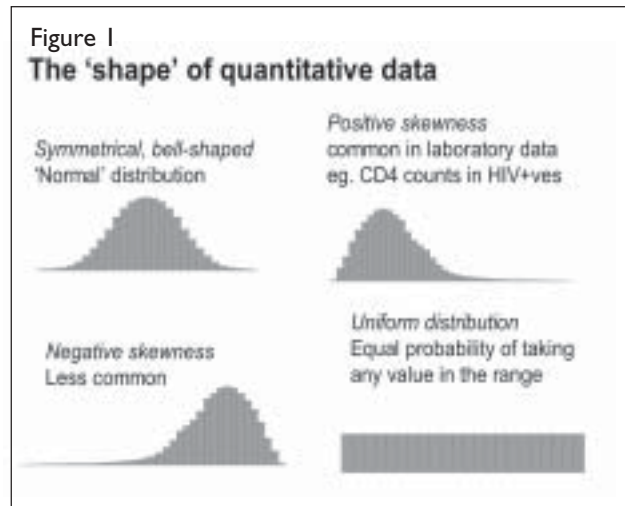 Figure 1
The 'shape' of quantitative data
Symmetrical, bell-shaped
'Normal' distribution
Positive skewness
common in laboratory data
eg. CD4 counts in HIV+ves
Negative skewness
Less common
Uniform distribution
Equal probability of taking
any value in the range